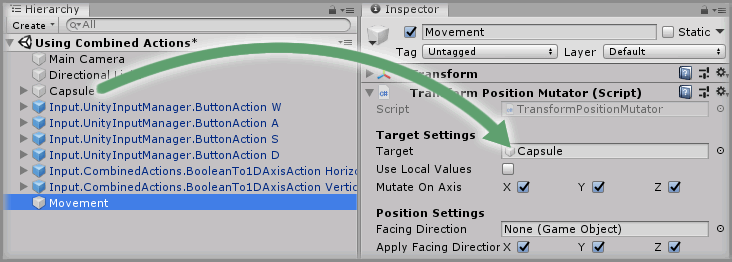 Hierarchy
Create
All
Using Combined Actions*
Main Camera
Directional Li
Capsule
Input.UnityInputManager.ButtonAction W
Input.UnityInputManager.ButtonAction A
Input.UnityInputManager.ButtonAction S
Input.UnityInputManager.ButtonAction D
Input.CombinedActions.BooleanTo1DAxisAction Horizo
Input.CombinedActions.BooleanTo1DAxisAction Vertic
Movement
Inspector
Movement
Static
Tag Untagged Layer Default
Transform
Transform Position Mutator (Script)
Script TransformPositionMutator
Target Settings
Target Capsule
Use Local Values
Mutate On Axis X Y Z
Position Settings
Facing Direction None (Game Object)
Apply Facing Direction X Y Z